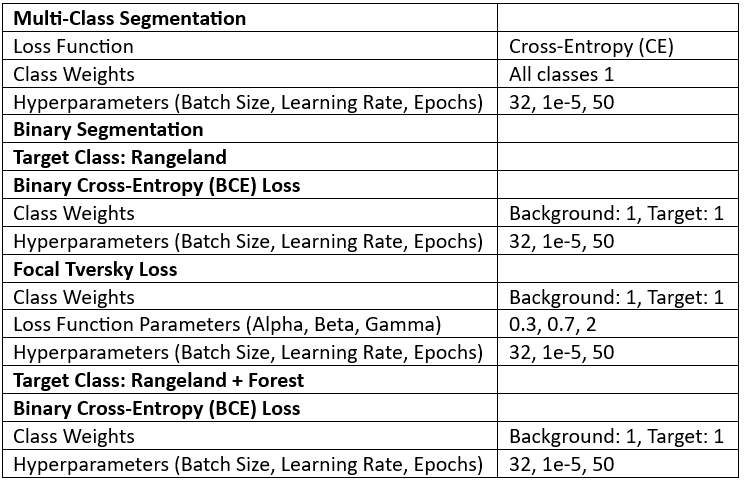 Multi-Class Segmentation
Loss Function Cross-Entropy (CE)
Class Weights All classes 1
Hyperparameters (Batch Size, Learning Rate, Epochs) 32, 1e-5, 50
Binary Segmentation
Target Class: Rangeland
Binary Cross-Entropy (BCE) Loss
Class Weights Background: 1, Target: 1
Hyperparameters (Batch Size, Learning Rate, Epochs) 32, 1e-5, 50
Focal Tversky Loss
Class Weights Background: 1, Target: 1
Loss Function Parameters (Alpha, Beta, Gamma) 0.3, 0.7, 2
Hyperparameters (Batch Size, Learning Rate, Epochs) 32, 1e-5, 50
Target Class: Rangeland + Forest
Binary Cross-Entropy (BCE) Loss
Class Weights Background: 1, Target: 1
Hyperparameters (Batch Size, Learning Rate, Epochs) 32, 1e-5, 50